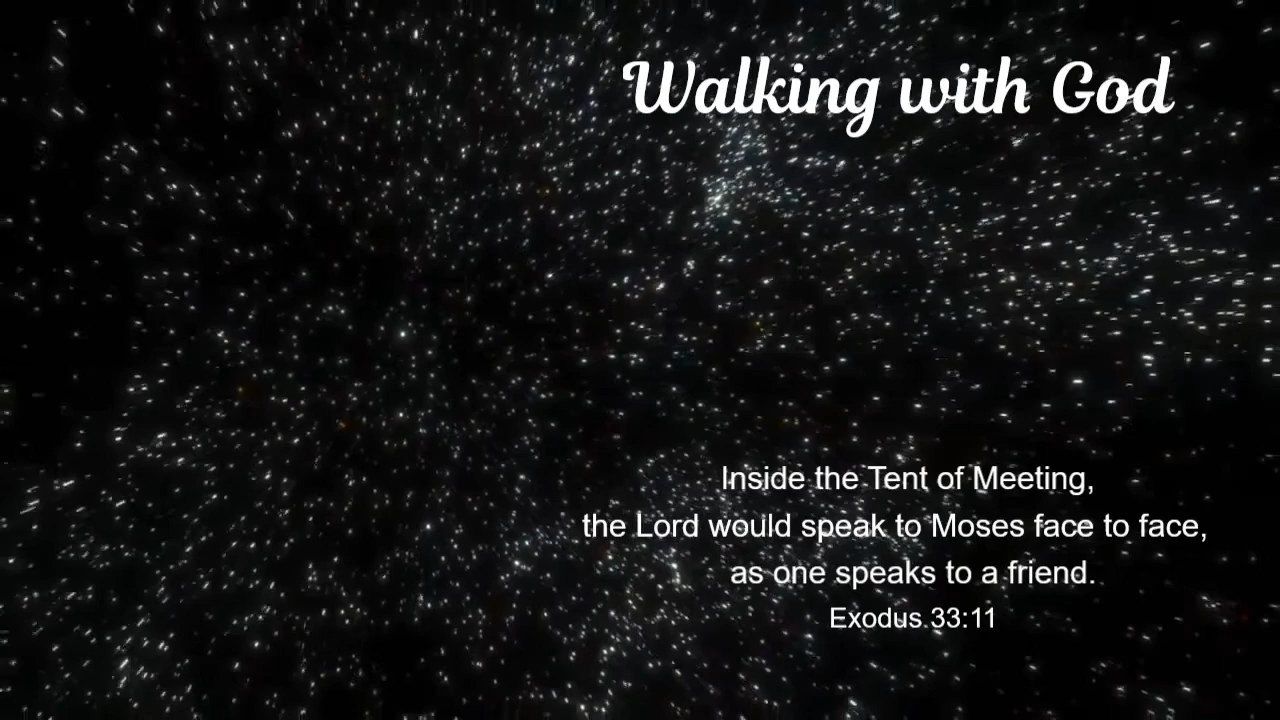 Walking with God
Inside the Tent of Meeting,
the Lord would speak to Moses face to face,
as one speaks to a friend.
Exodus 33:11